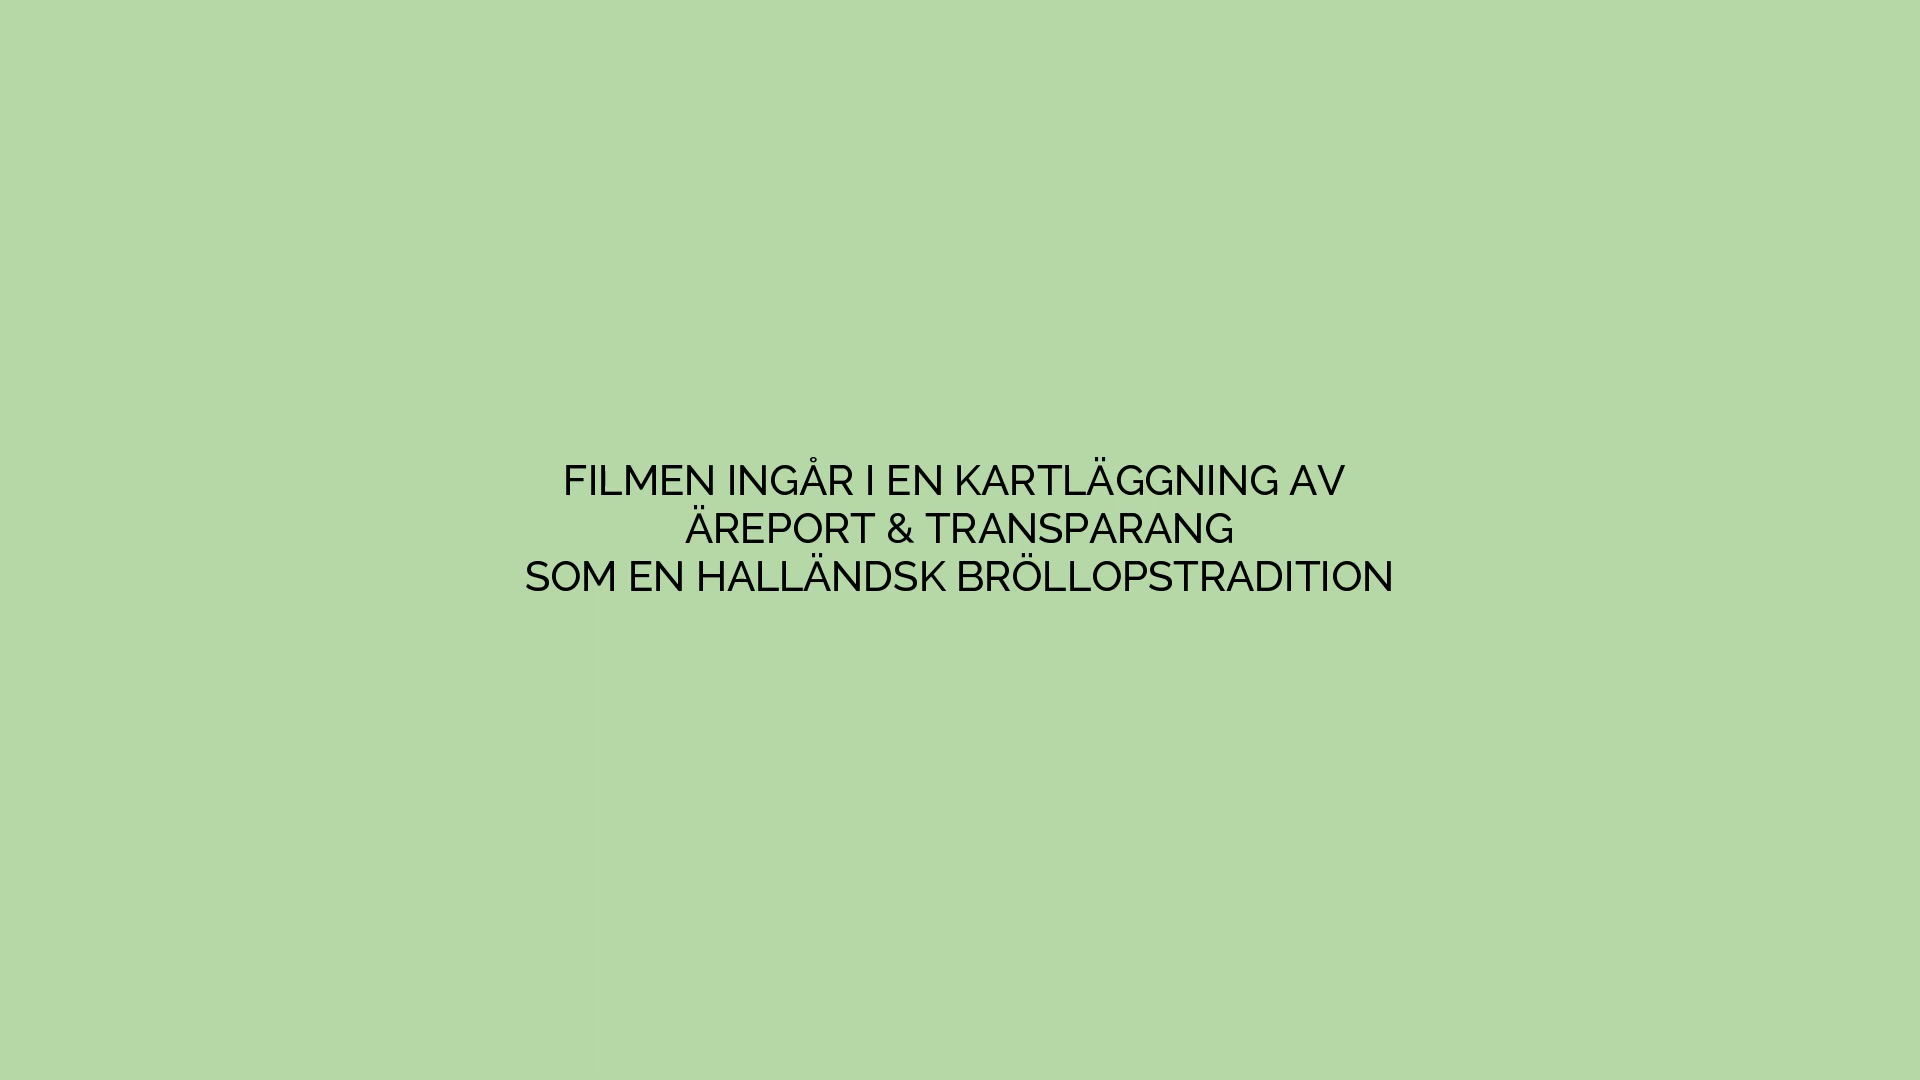 FILMEN INGÅR I EN KARTLÄGGNING AV
ÄREPORT & TRANSPARANG
SOM EN HALLÄNDSK BRÖLLOPSTRADITION